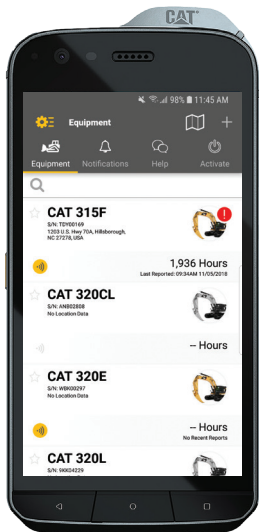 CAT
98% 11:45 AM
Equipment
Equipment Notifications Help Activate
CAT 315F
S/N: TDY00169
1203 U.S. Hwy 70A, Hillsborough,
NC 27278, USA
1,936 Hours
Last Reported: 09:34AM 11/05/2018
CAT 320CL
S/N: ANB02808
No Location Data
-- Hours
CAT 320E
S/N: WBK00297
No Location Data
-- Hours
No Recent Reports
CAT 320L
S/N: 9KK04229